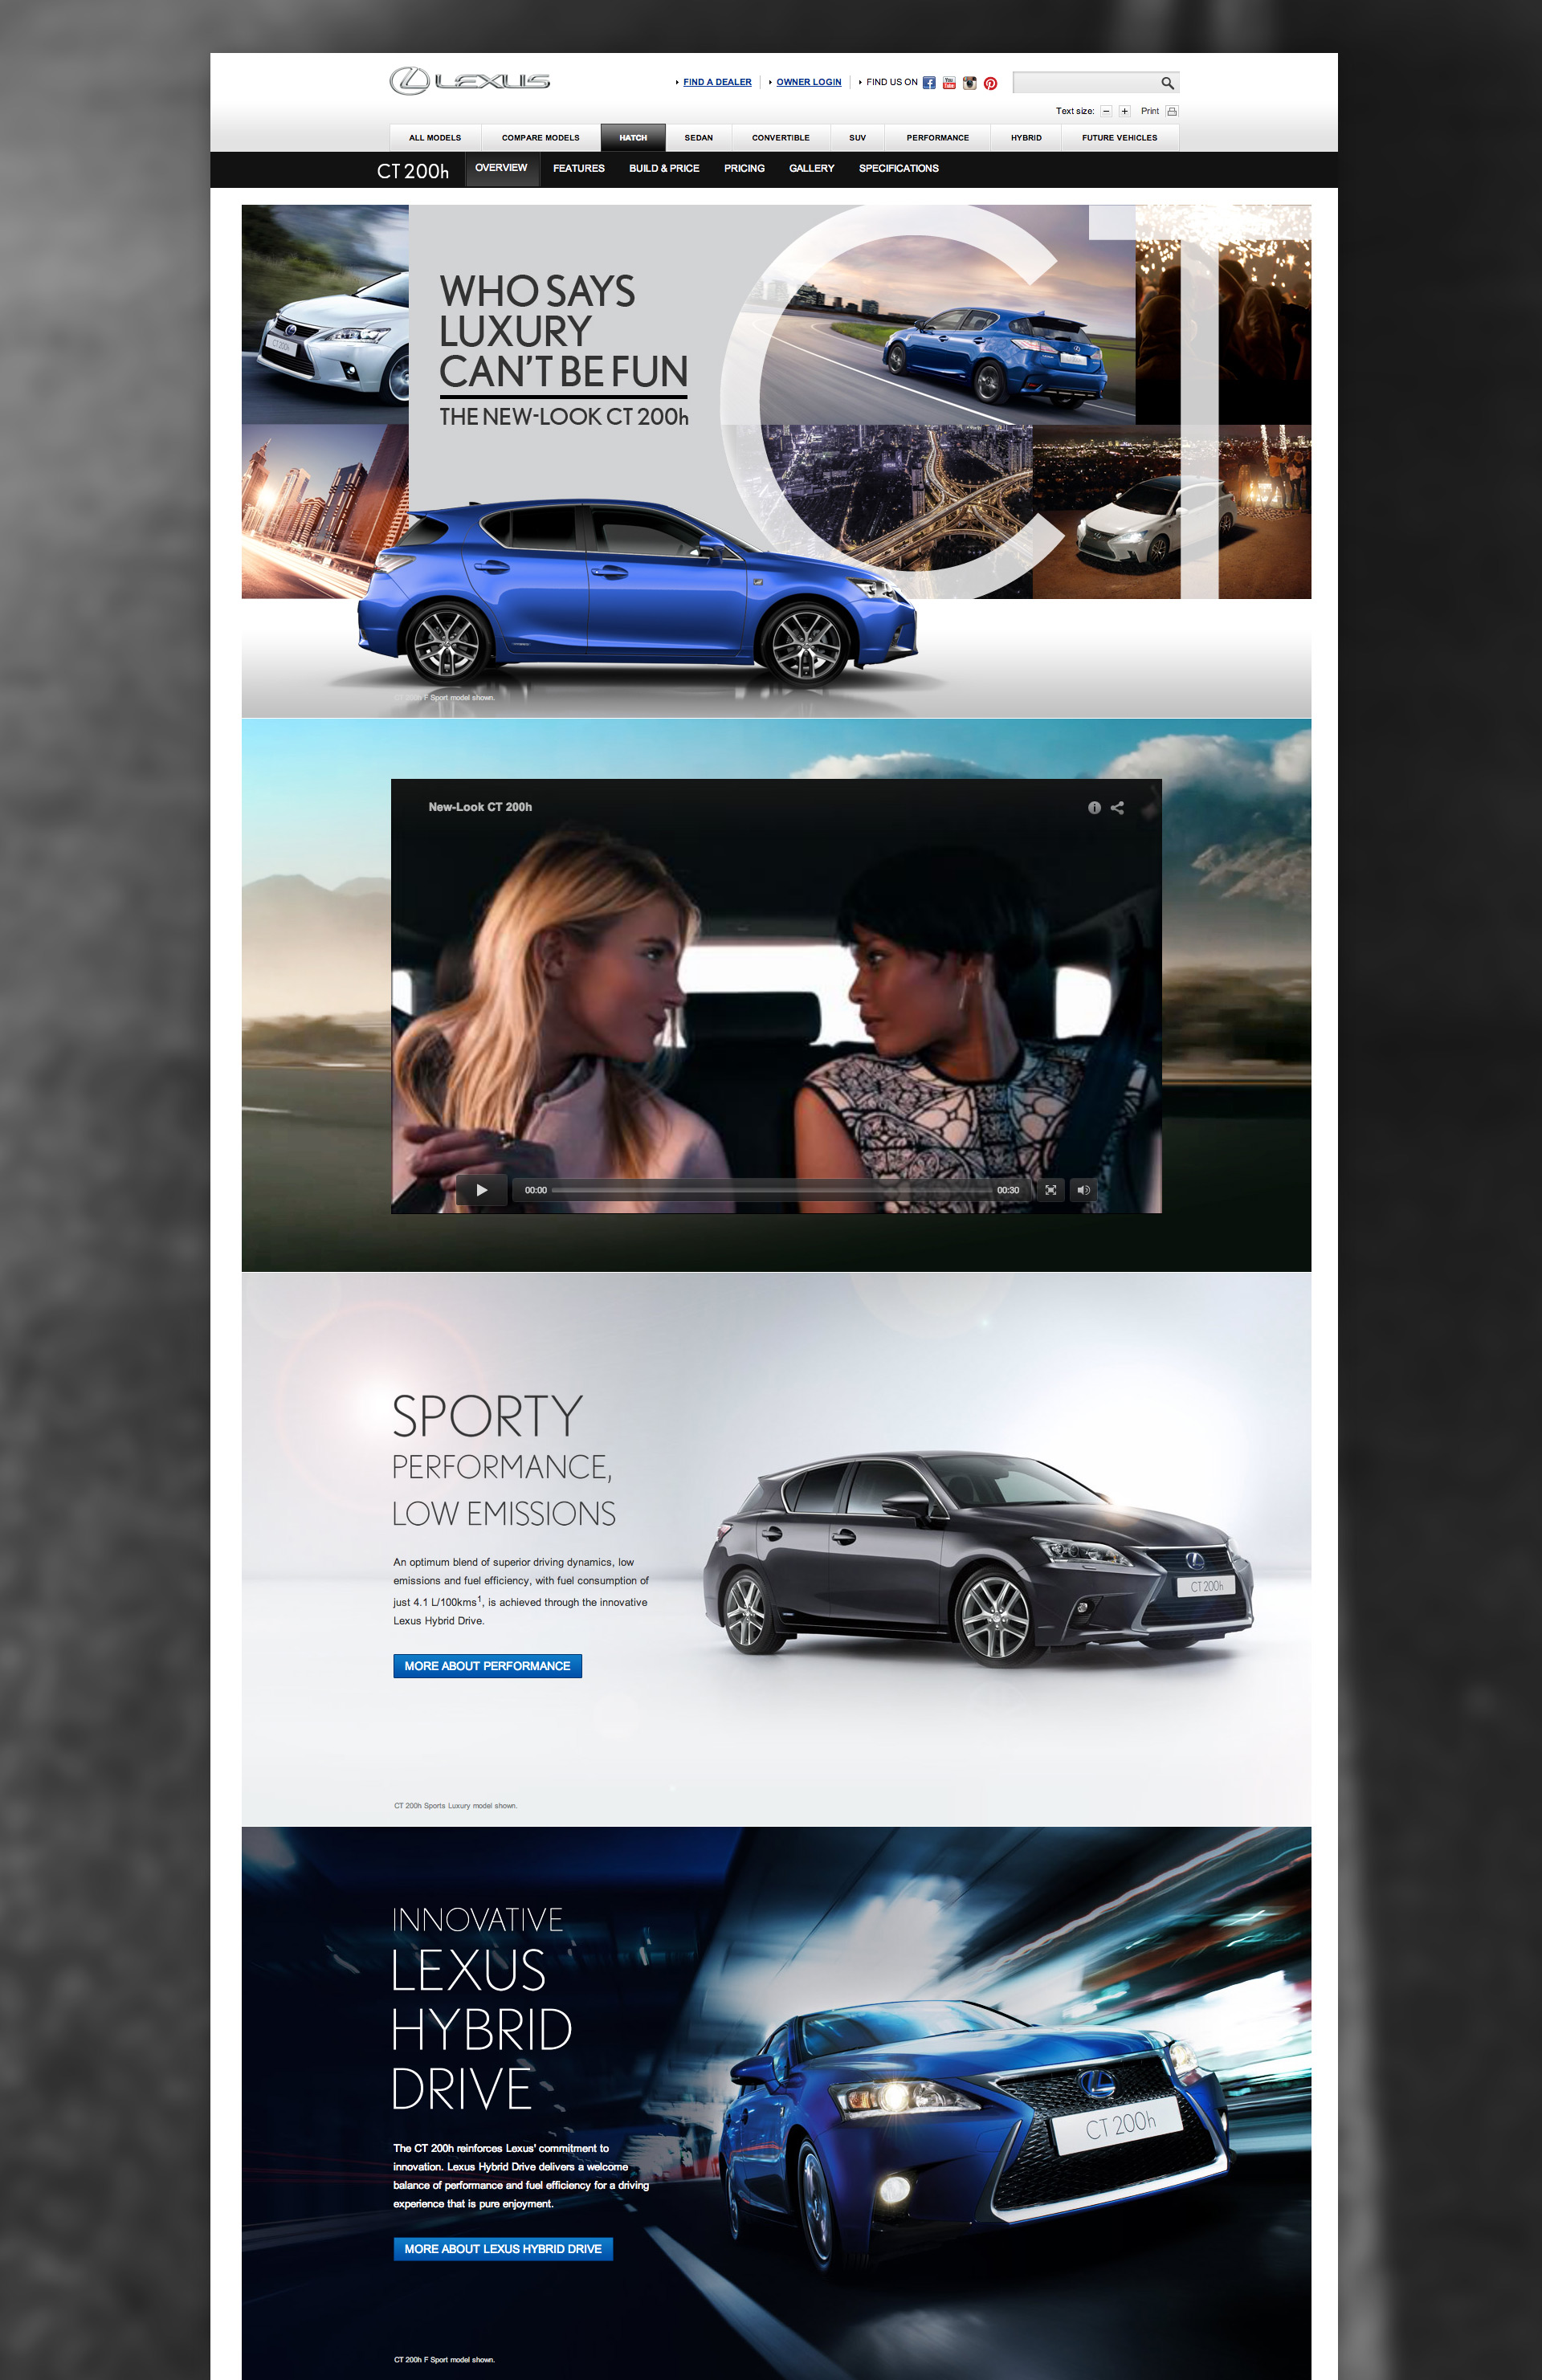 LEXUS
FIND A DEALER
OWNER LOGIN
FIND US ON
Text size:
Print
ALL MODELS
COMPARE MODELS
HATCH
SEDAN
CONVERTIBLE
SUV
PERFORMANCE
HYBRID
FUTURE VEHICLES
CT 200h
OVERVIEW
FEATURES
BUILD & PRICE
PRICING
GALLERY
SPECIFICATIONS
CT 200h
WHO SAYS
LUXURY
CAN'T BE FUN
THE NEW-LOOK CT 200h
CT
CT 200h F Sport model shown.
New-Look CT 200h
00:00
00:30
SPORTY
PERFORMANCE,
LOW EMISSIONS
An optimum blend of superior driving dynamics, low
emissions and fuel efficiency, with fuel consumption of
just 4.1 L/100kms¹, is achieved through the innovative
Lexus Hybrid Drive.
MORE ABOUT PERFORMANCE
CT 200h
CT 200h Sports Luxury model shown.
INNOVATIVE
LEXUS
HYBRID
DRIVE
The CT 200h reinforces Lexus' commitment to
innovation. Lexus Hybrid Drive delivers a welcome
balance of performance and fuel efficiency for a driving
experience that is pure enjoyment.
MORE ABOUT LEXUS HYBRID DRIVE
CT 200h
CT 200h F Sport model shown.